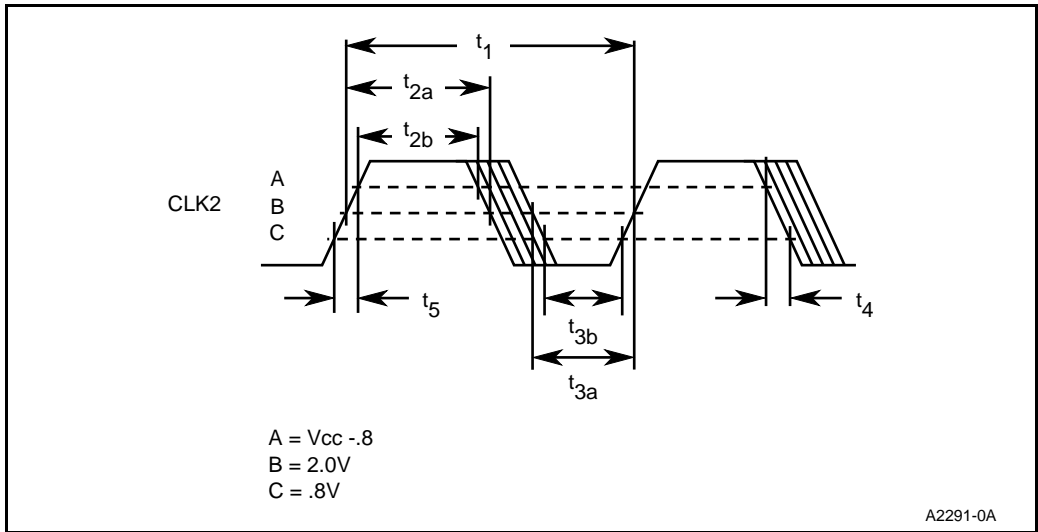 t1
t2a
t2b
A
CLK2 B
C
t5
t4
t3b
t3a
A = Vcc -.8
B = 2.0V
C = .8V
A2291-0A